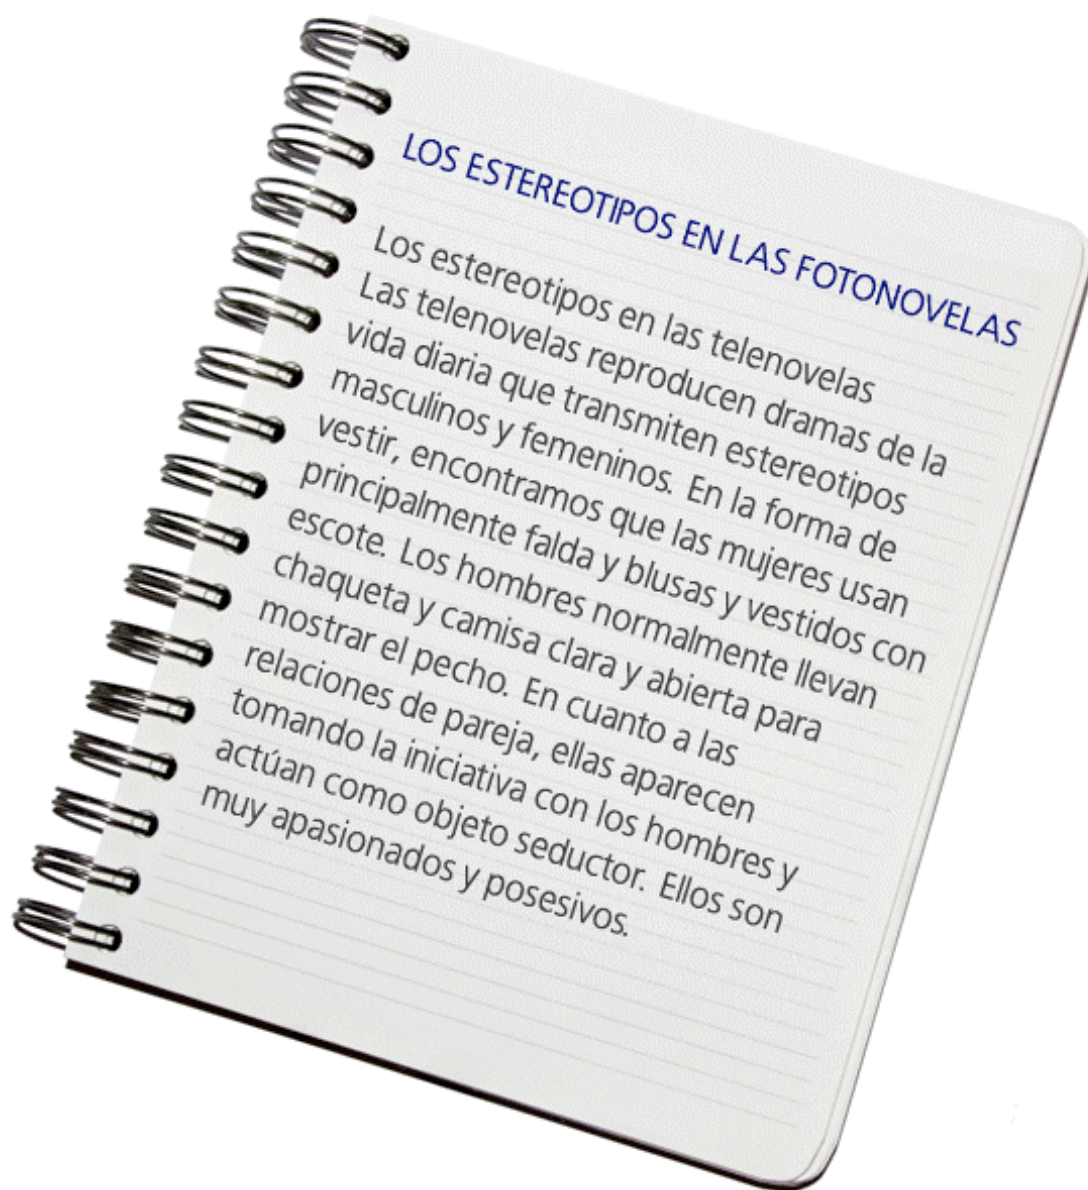 LOS ESTEREOTIPOS EN LAS FOTONOVELAS
Los estereotipos en las telenovelas
Las telenovelas reproducen dramas de la
vida diaria que transmiten estereotipos
masculinos y femeninos. En la forma de
vestir, encontramos que las mujeres usan
principalmente falda y blusas y vestidos con
escote. Los hombres normalmente llevan
chaqueta y camisa clara y abierta para
mostrar el pecho. En cuanto a las
relaciones de pareja, ellas aparecen
tomando la iniciativa con los hombres y
actúan como objeto seductor. Ellos son
muy apasionados y posesivos.